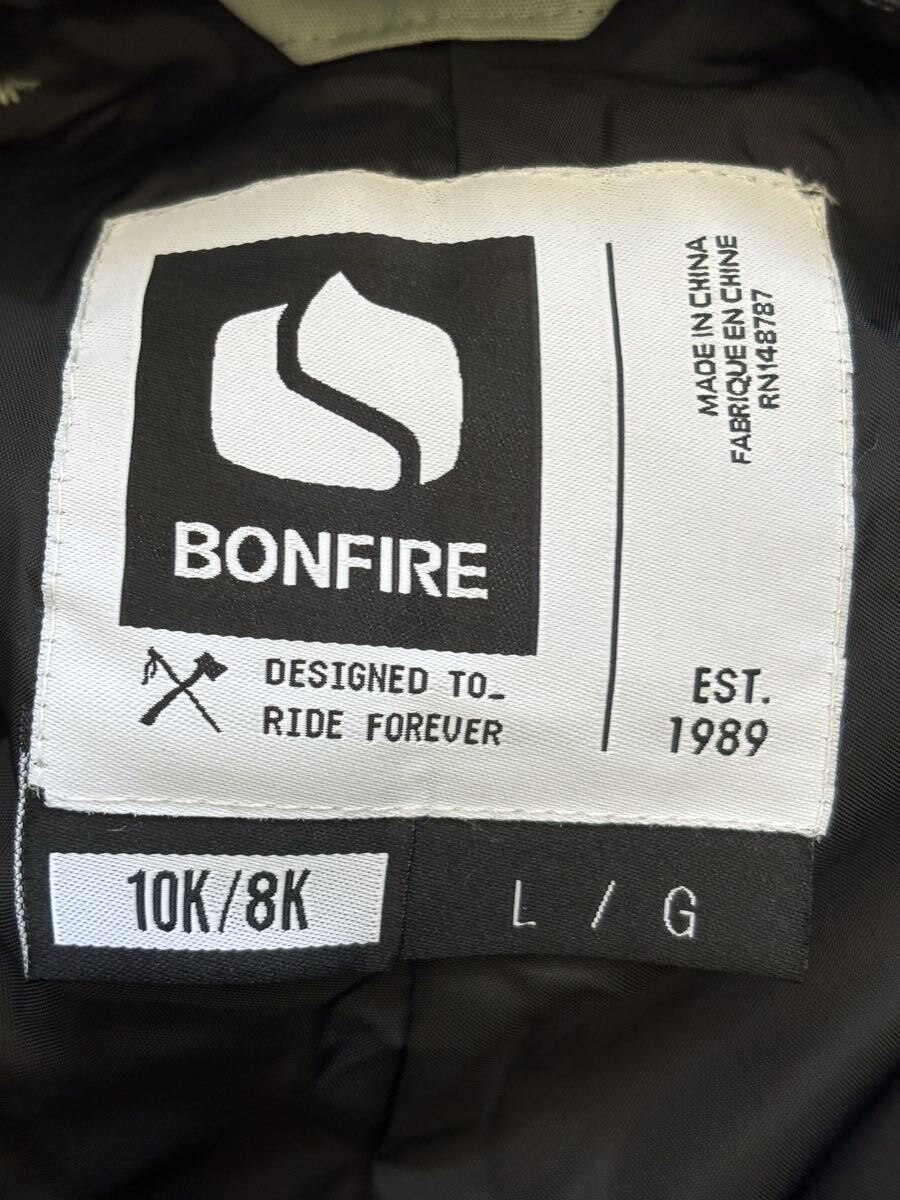 BONFIRE
DESIGNED TO_
RIDE FOREVER
MADE IN CHINA
FABRIQUE EN CHINE
RN148787
EST.
1989
10K/8K
L / G